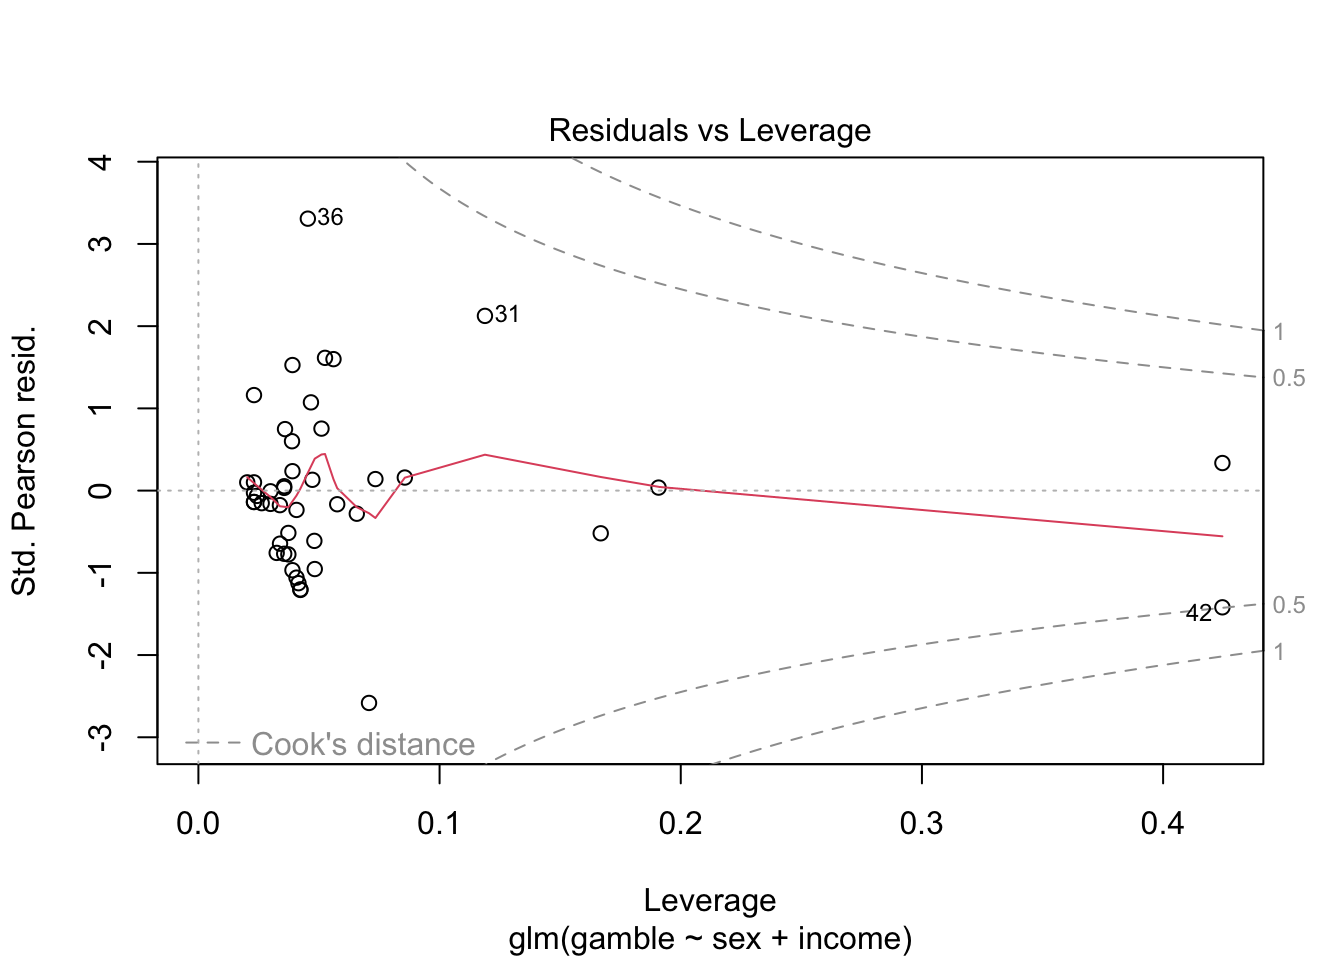 Residuals vs Leverage
4
3
2
1
0
-1
-2
-3
Std. Pearson resid.
36
31
42
1
0.5
0.5
1
Cook's distance
0.0 0.1 0.2 0.3 0.4
Leverage
glm(gamble ~ sex + income)